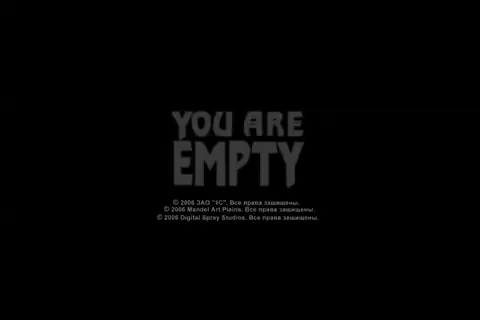 YOU ARE
EMPTY
© 2006 ЗАО "1С". Все права защищены.
© 2006 Mandel Art Plains. Все права защищены.
© 2006 Digital Spray Studios. Все права защищены.